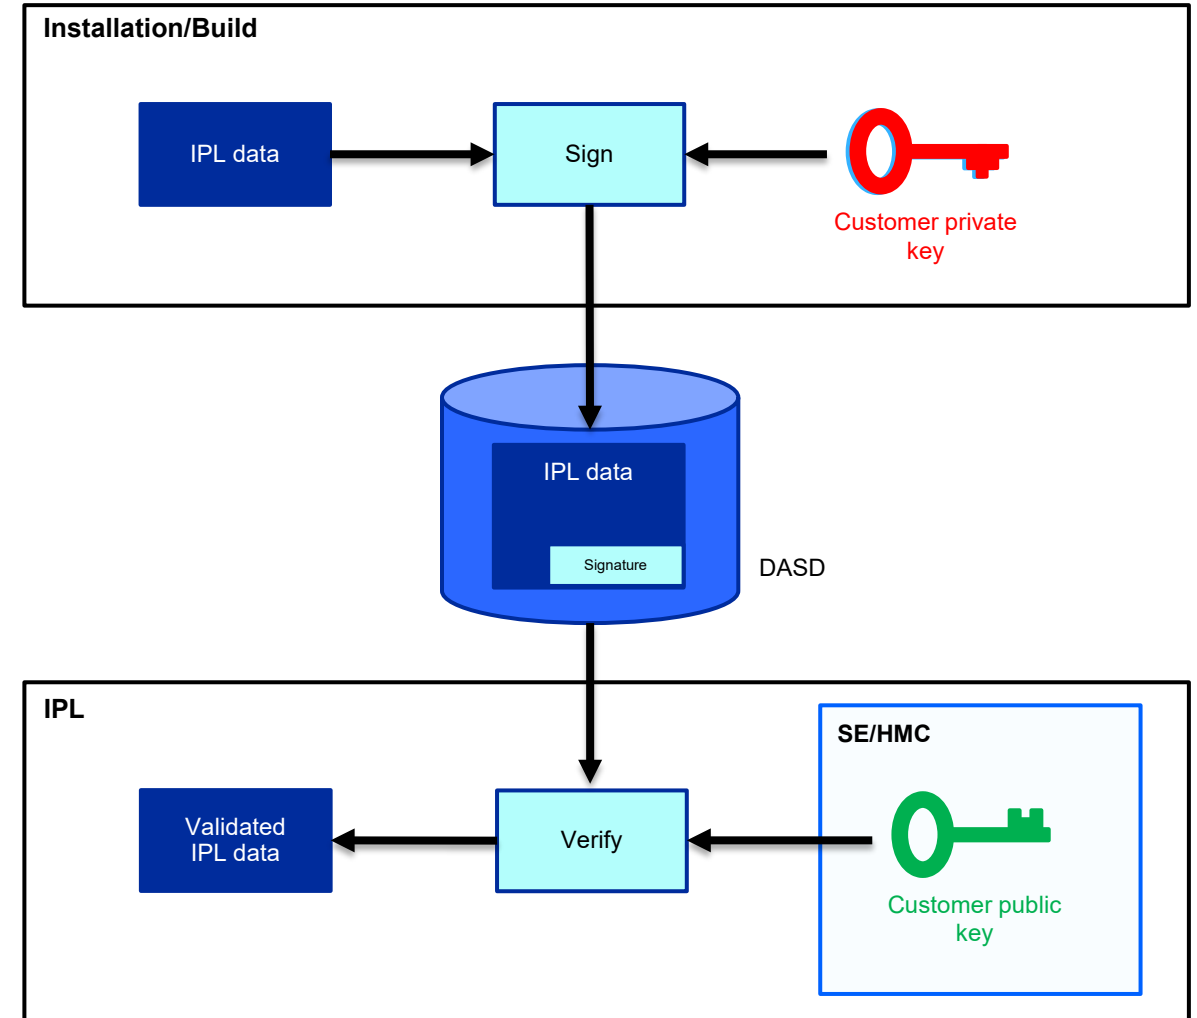 Installation/Build
IPL data
Sign
Customer private
key
IPL data
Signature
DASD
IPL
SE/HMC
Validated
IPL data
Verify
Customer public
key